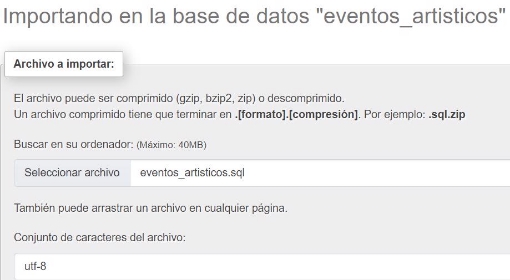 Importando en la base de datos "eventos_artisticos"
Archivo a importar:
El archivo puede ser comprimido (gzip, bzip2, zip) o descomprimido.
Un archivo comprimido tiene que terminar en .[formato].[compresión]. Por ejemplo: .sql.zip
Buscar en su ordenador: (Máximo: 40MB)
Seleccionar archivo eventos_artisticos.sql
También puede arrastrar un archivo en cualquier página.
Conjunto de caracteres del archivo:
utf-8